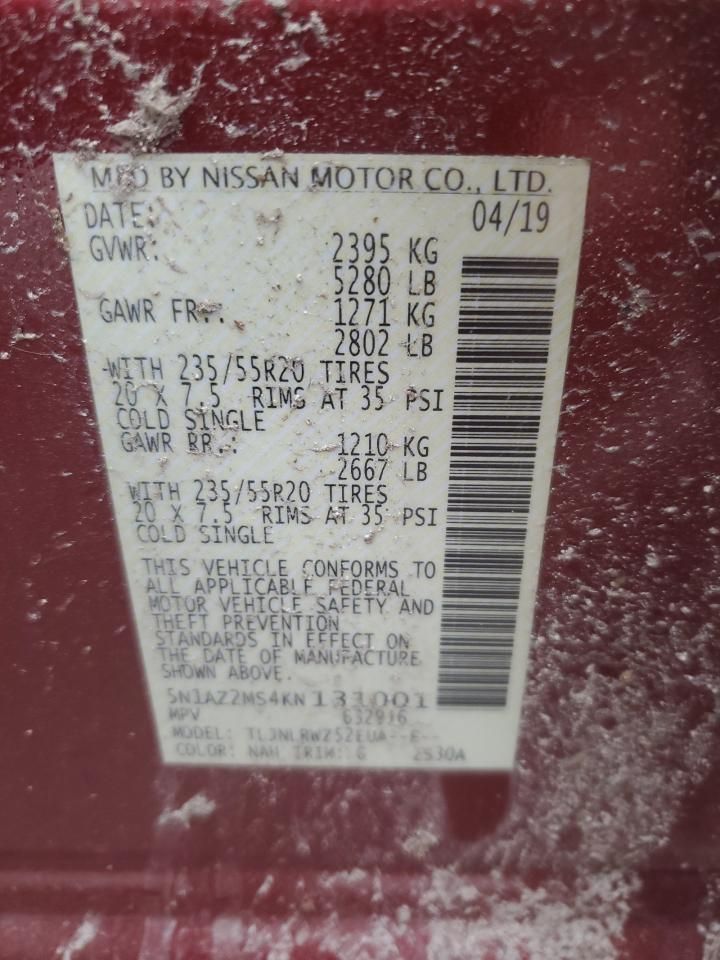 MFD BY NISSAN MOTOR CO., LTD.
DATE: 04/19
GVWR: 2395 KG
5280 LB
GAWR FR.: 1271 KG
2802 LB
WITH 235/55R20 TIRES
20 X 7.5 RIMS AT 35 PSI
COLD SINGLE
GAWR RR.: 1210 KG
2667 LB
WITH 235/55R20 TIRES
20 X 7.5 RIMS AT 35 PSI
COLD SINGLE
THIS VEHICLE CONFORMS TO
ALL APPLICABLE FEDERAL
MOTOR VEHICLE SAFETY AND
THEFT PREVENTION
STANDARDS IN EFFECT ON
THE DATE OF MANUFACTURE
SHOWN ABOVE.
5N1AZ2MS4KN 131001
MPV
MODEL:
COLOR: NAH TRIM: G